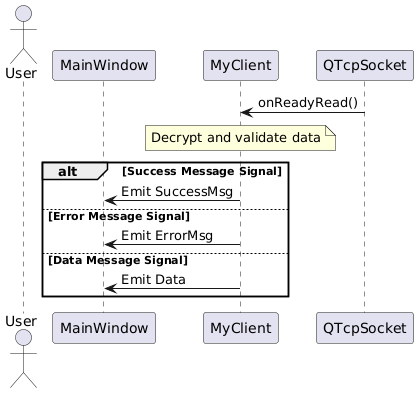 User
MainWindow
MyClient
QTcpSocket
onReadyRead()
Decrypt and validate data
alt
[Success Message Signal]
Emit SuccessMsg
[Error Message Signal]
Emit ErrorMsg
[Data Message Signal]
Emit Data
User
MainWindow
MyClient
QTcpSocket